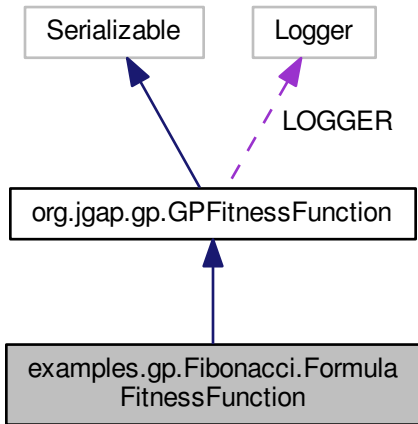 Serializable
Logger
LOGGER
org.jgap.gp.GPFitnessFunction
examples.gp.Fibonacci.Formula
FitnessFunction